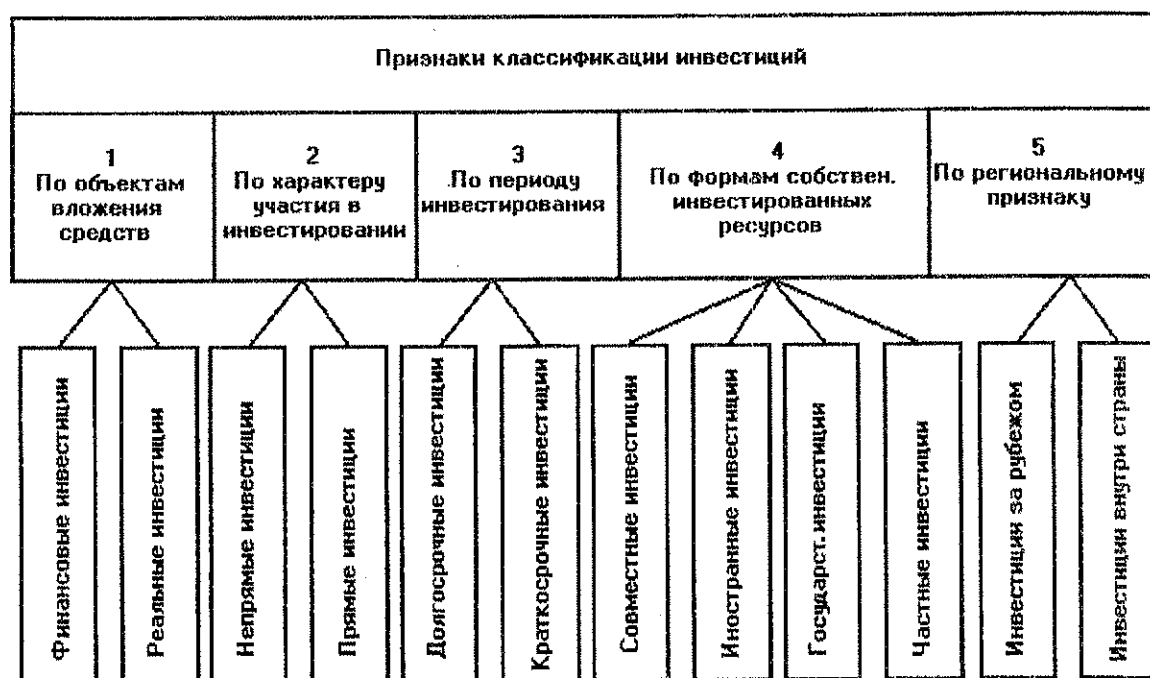 Признаки классификации инвестиций
1
По объектам
вложения
средств
2
По характеру
участия в
инвестировании
3
По периоду
инвестирования
4
По формам собствен.
инвестированных
ресурсов
5
По региональному
признаку
Финансовые инвестиции
Реальные инвестиции
Непрямые инвестиции
Прямые инвестиции
Долгосрочные инвестиции
Краткосрочные инвестиции
Совместные инвестиции
Иностранные инвестиции
Государст. инвестиции
Частные инвестиции
Инвестиции за рубежом
Инвестиции внутри страны